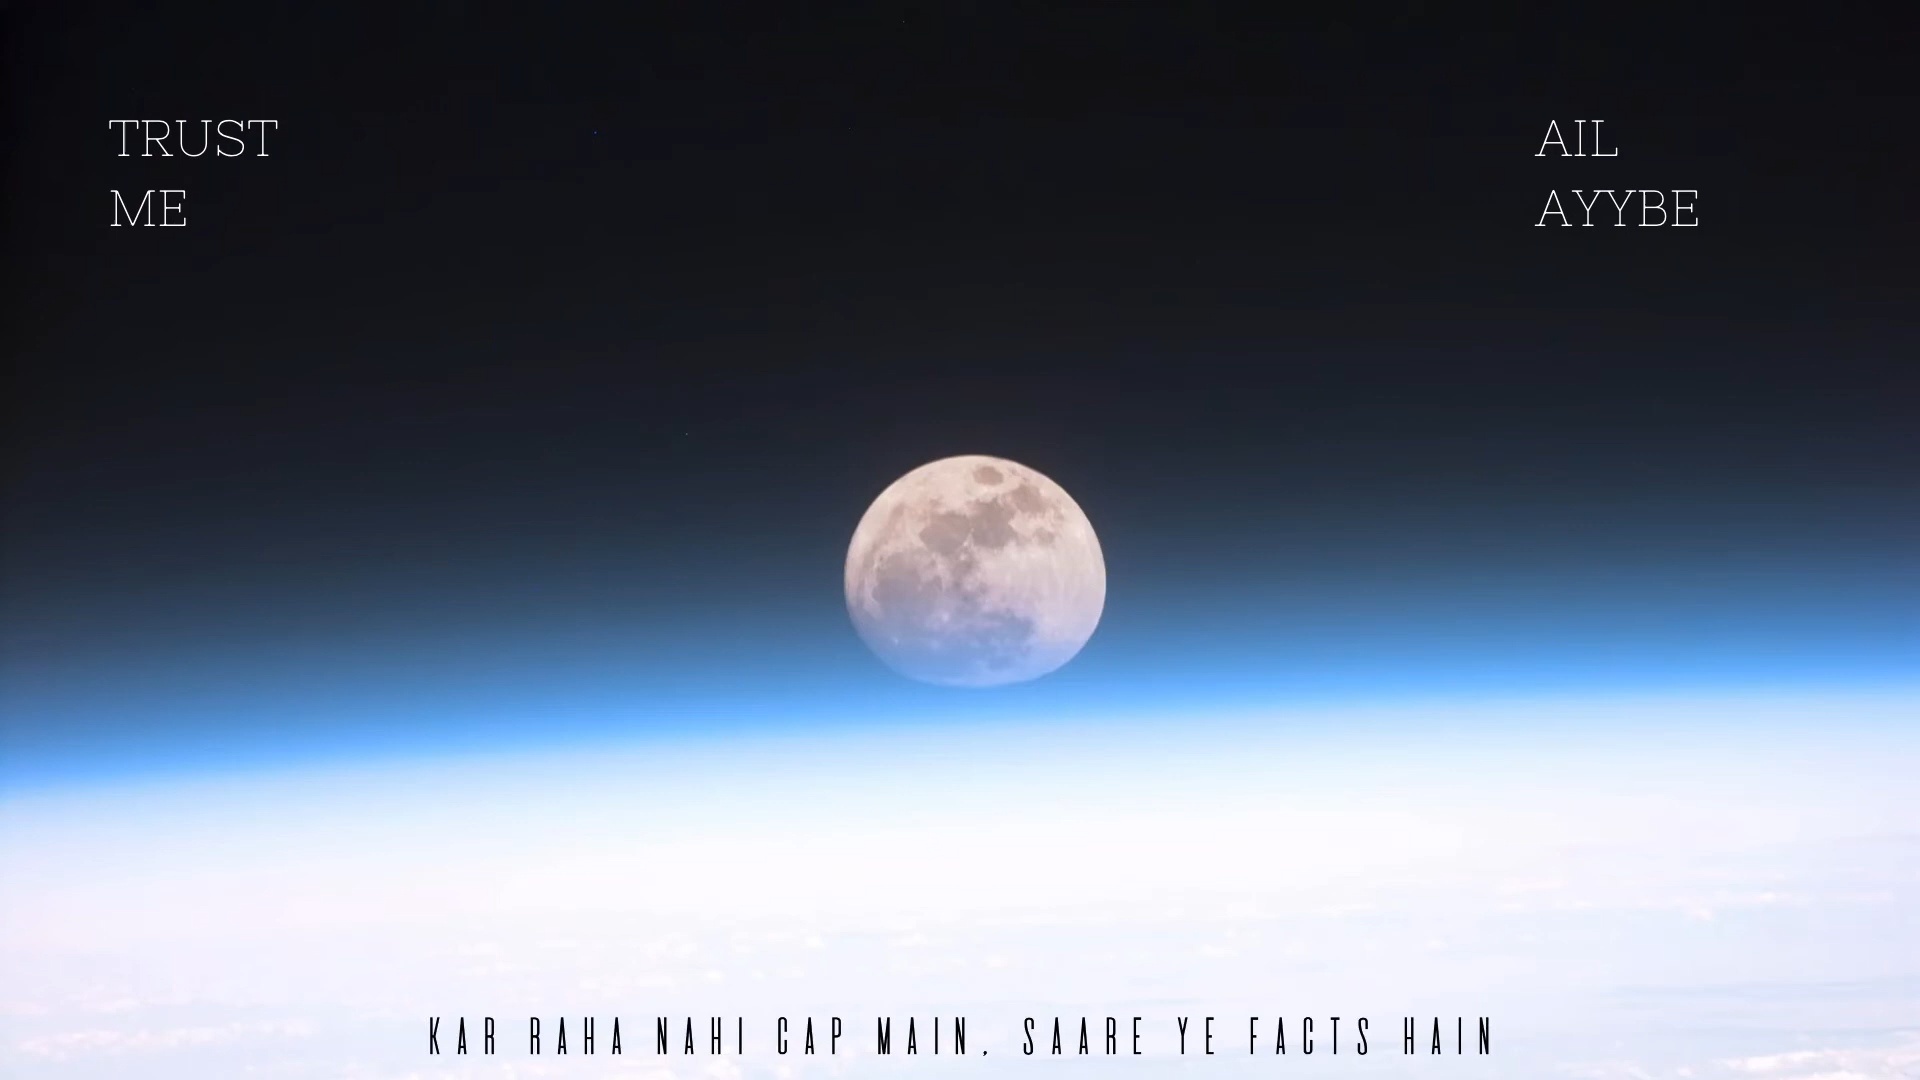 TRUST
ME
AIL
AYYBE
KAR RAHA NAHI CAP MAIN, SAARE YE FACTS HAIN